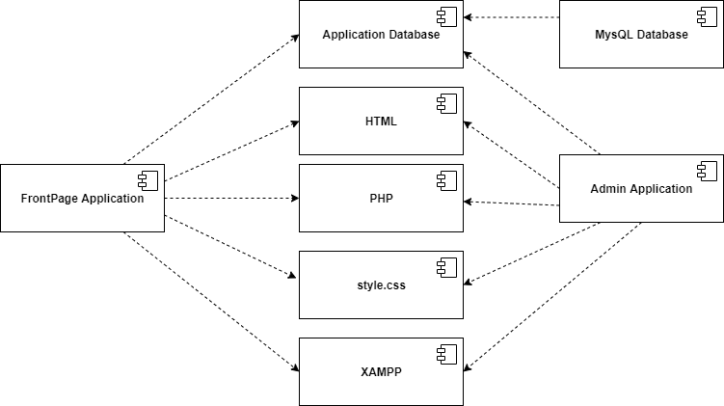 Application Database
MysQL Database
HTML
FrontPage Application
PHP
Admin Application
style.css
XAMPP